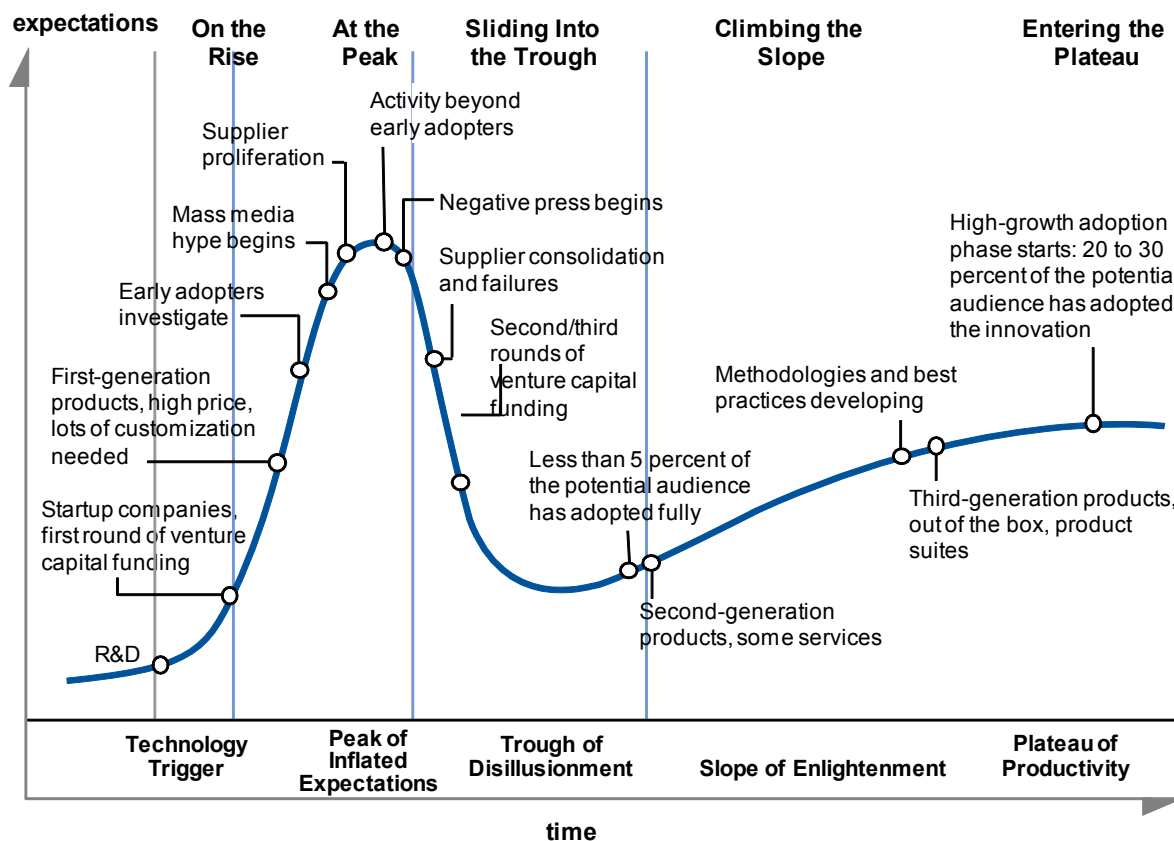 expectations
On the
Rise
At the
Peak
Sliding Into
the Trough
Climbing the
Slope
Entering the
Plateau
Activity beyond
early adopters
Supplier
proliferation
Negative press begins
Mass media
hype begins
High-growth adoption
phase starts: 20 to 30
percent of the potential
audience has adopted
the innovation
Supplier consolidation
and failures
Early adopters
investigate
Second/third
rounds of
venture capital
funding
First-generation
products, high price,
lots of customization
needed
Methodologies and best
practices developing
Less than 5 percent of
the potential audience
has adopted fully
Third-generation products,
out of the box, product
suites
Startup companies,
first round of venture
capital funding
Second-generation
products, some services
R&D
Technology
Trigger
Peak of
Inflated
Expectations
Trough of
Disillusionment
Slope of Enlightenment
Plateau of
Productivity
time